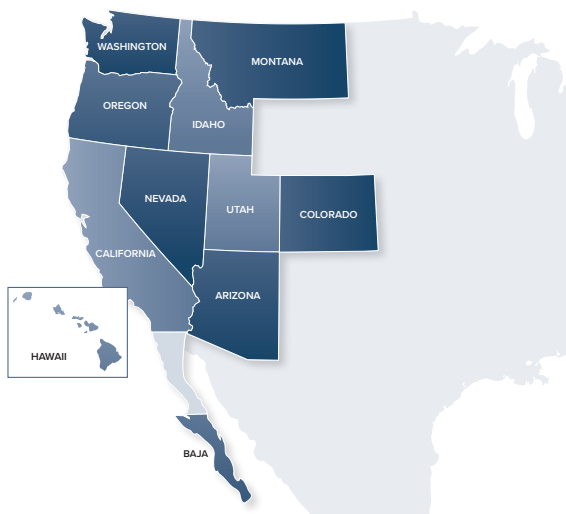 WASHINGTON
MONTANA
OREGON
IDAHO
NEVADA
UTAH
COLORADO
CALIFORNIA
ARIZONA
HAWAII
BAJA